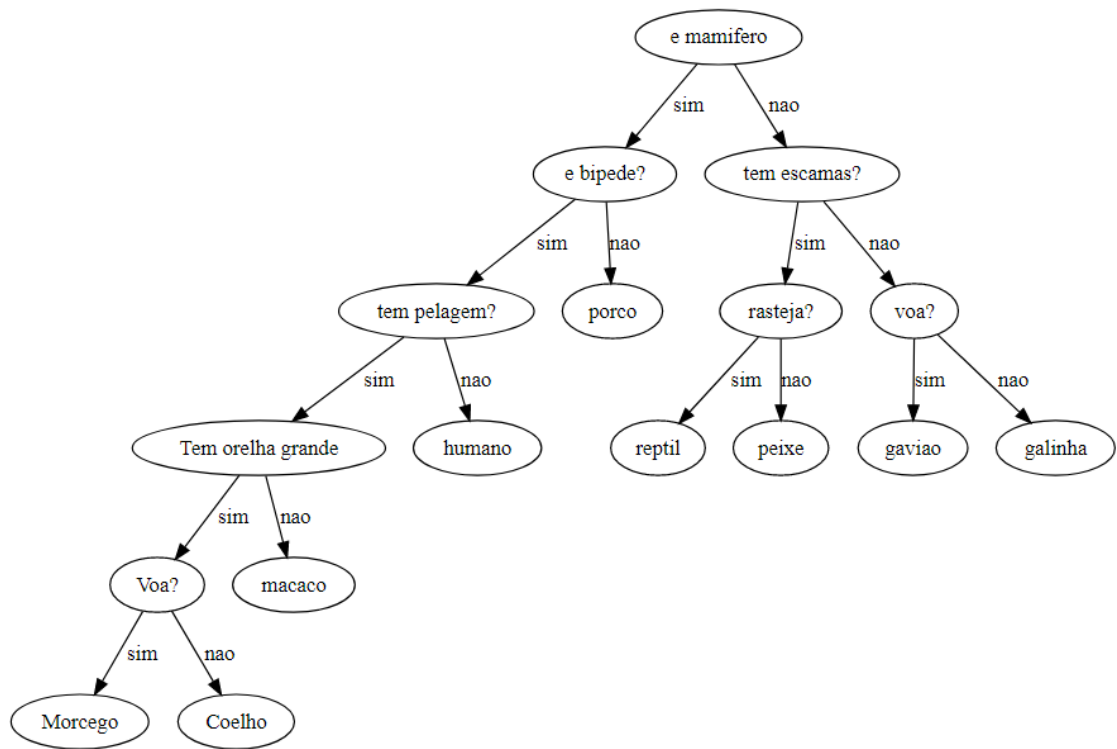 e mamifero
sim
nao
e bipede?
tem escamas?
sim
nao
sim
nao
tem pelagem?
porco
rasteja?
voa?
sim
nao
sim
nao
sim
nao
Tem orelha grande
humano
reptil
peixe
gaviao
galinha
sim
nao
Voa?
macaco
sim
nao
Morcego
Coelho